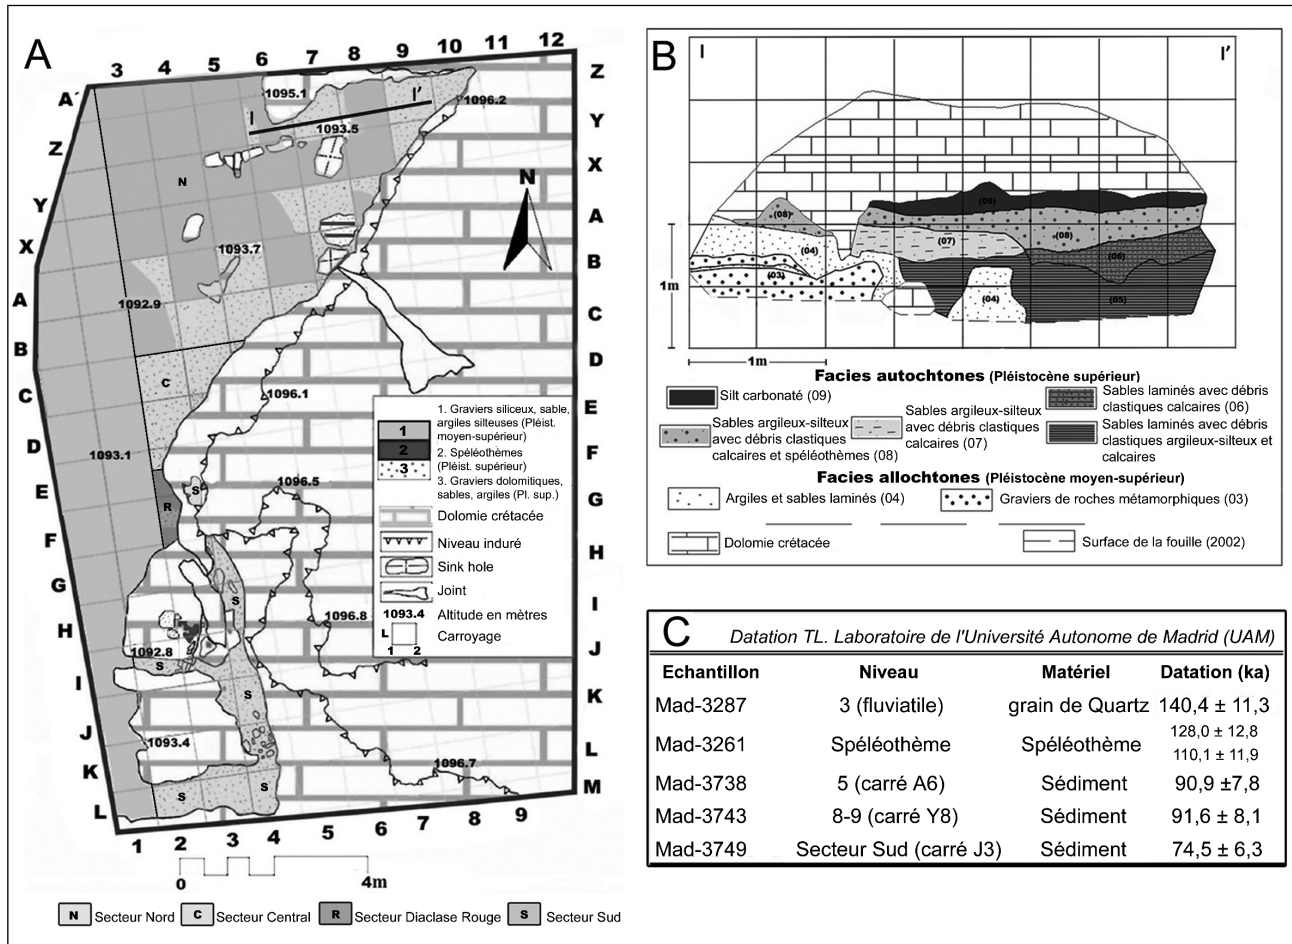 A
3 4 5 6 7 8 9 10 11 12
A´ Z Y X A B C D E F G H I J K L
Z Y X A B C D E F G H I J K L M
1 2 3 4 5 6 7 8 9
1095.1
I I'
1096.2
1093.5
N
N
1093.7
1092.9
C
1096.1
1093.1
S
1096.5
R
S
1096.8
1092.8
S
S
1093.4
1096.7
S S
1. Graviers siliceux, sable,
argiles silteuses (Pléist.
moyen-supérieur)
1
2
2. Spéléothèmes
(Pléist. supérieur)
3
3. Graviers dolomitiques,
sables, argiles (Pl. sup.)
Dolomie crétacée
Niveau induré
Sink hole
Joint
1093.4 Altitude en mètres
L Carroyage
1 2
0 4m
N Secteur Nord C Secteur Central R Secteur Diaclase Rouge S Secteur Sud
B
I I'
(09)
(08)
(08)
(07)
(04)
(06)
(03)
(04)
(05)
1m
1m
Facies autochtones (Pléistocène supérieur)
Silt carbonaté (09)
Sables laminés avec débris
clastiques calcaires (06)
Sables argileux-silteux
avec débris clastiques
calcaires et spéléothèmes (08)
Sables argileux-silteux
avec débris clastiques
calcaires (07)
Sables laminés avec débris
clastiques argileux-silteux et
calcaires
Facies allochtones (Pléistocène moyen-supérieur)
Argiles et sables laminés (04)
Graviers de roches métamorphiques (03)
Dolomie crétacée
Surface de la fouille (2002)
C Datation TL. Laboratoire de l'Université Autonome de Madrid (UAM)
Echantillon Niveau Matériel Datation (ka)
Mad-3287 3 (fluviatile) grain de Quartz 140,4 ± 11,3
Mad-3261 Spéléothème Spéléothème 128,0 ± 12,8
110,1 ± 11,9
Mad-3738 5 (carré A6) Sédiment 90,9 ±7,8
Mad-3743 8-9 (carré Y8) Sédiment 91,6 ± 8,1
Mad-3749 Secteur Sud (carré J3) Sédiment 74,5 ± 6,3